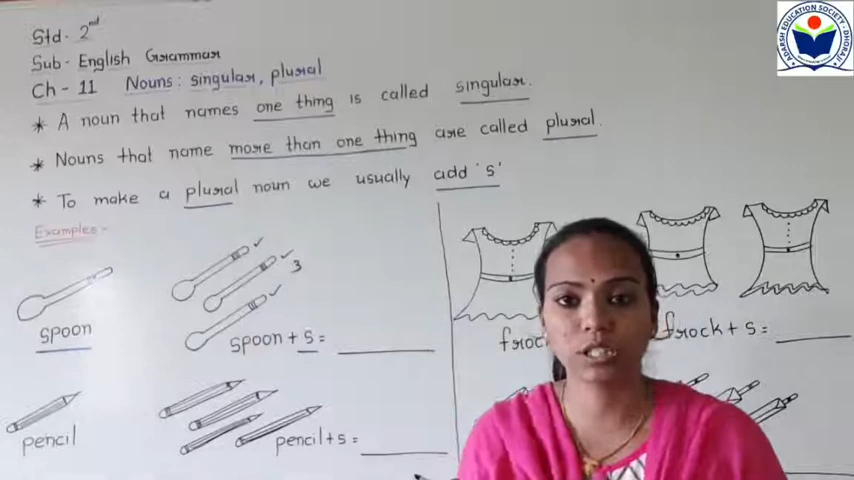 Std - 2nd
Sub - English Grammar
Ch - 11 Nouns : singular, plural
* A noun that names one thing is called singular.
* Nouns that name more than one thing are called plural.
* To make a plural noun we usually add 's'
Examples :-
3
spoon
spoon + s =
frock
frock + s =
pencil
pencil + s =
ADARSH EDUCATION SOCIETY - DHORAJI